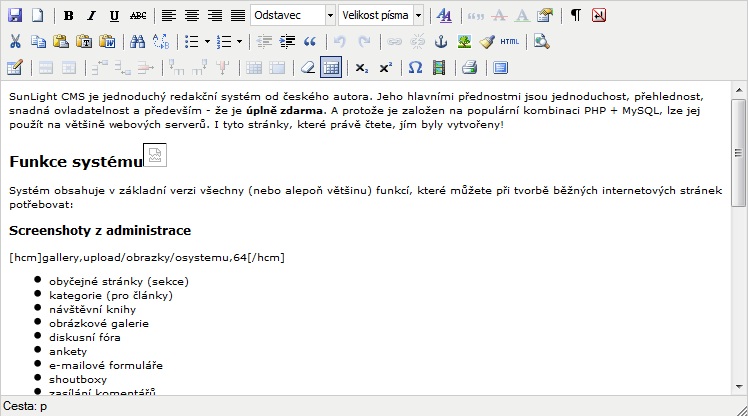 B I U ABC Odstavec Velikost písma
HTML
SunLight CMS je jednoduchý redakční systém od českého autora. Jeho hlavními přednostmi jsou jednoduchost, přehlednost,
snadná ovladatelnost a především - že je úplně zdarma. A protože je založen na populární kombinaci PHP + MySQL, lze jej
použít na většině webových serverů. I tyto stránky, které právě čtete, jím byly vytvořeny!
Funkce systému
Systém obsahuje v základní verzi všechny (nebo alepoň většinu) funkcí, které můžete při tvorbě běžných internetových stránek
potřebovat:
Screenshoty z administrace
[hcm]gallery,upload/obrazky/osystemu,64[/hcm]
obyčejné stránky (sekce)
kategorie (pro články)
návštěvní knihy
obrázkové galerie
diskusní fóra
ankety
e-mailové formuláře
shoutboxy
zasílání komentářů
Cesta: p